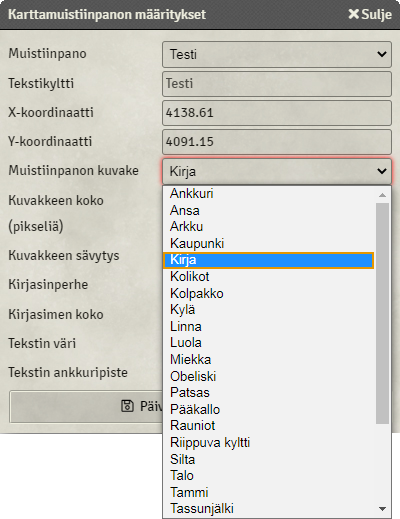 Karttamuistiinpanon määritykset
Sulje
Muistiinpano
Testi
Tekstikyltti
Testi
X-koordinaatti
4138.61
Y-koordinaatti
4091.15
Muistiinpanon kuvake
Kirja
Kuvakkeen koko
(pikseliä)
Kuvakkeen sävytys
Kirjasinperhe
Kirjasimen koko
Tekstin väri
Tekstin ankkuripiste
Päiv
Ankkuri
Ansa
Arkku
Kaupunki
Kirja
Kolikot
Kolpakko
Kylä
Linna
Luola
Miekka
Obeliski
Patsas
Pääkallo
Rauniot
Riippuva kyltti
Silta
Talo
Tammi
Tassunjälki